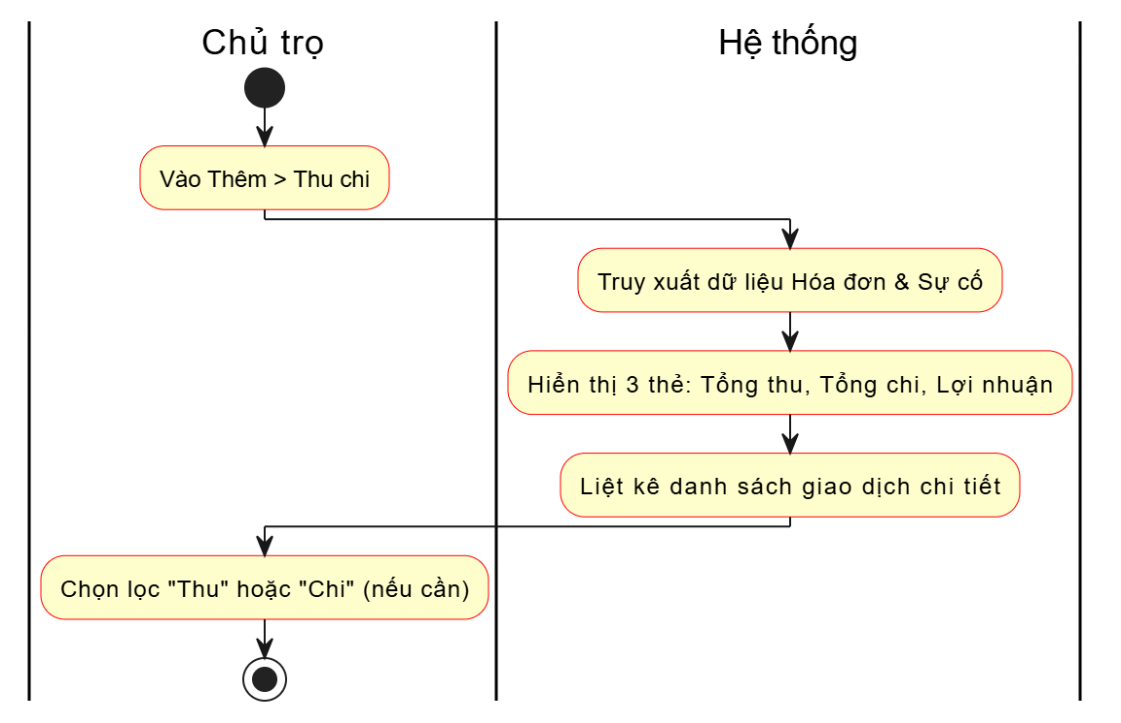 Chủ trọ
Hệ thống
Vào Thêm > Thu chi
Truy xuất dữ liệu Hóa đơn & Sự cố
Hiển thị 3 thẻ: Tổng thu, Tổng chi, Lợi nhuận
Liệt kê danh sách giao dịch chi tiết
Chọn lọc "Thu" hoặc "Chi" (nếu cần)